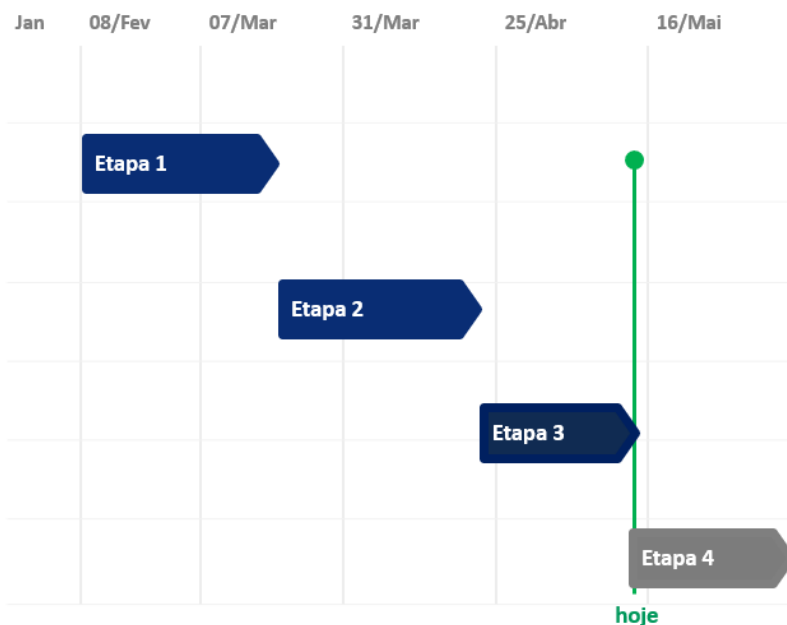 Jan 08/Fev 07/Mar 31/Mar 25/Abr 16/Mai
Etapa 1
Etapa 2
Etapa 3
Etapa 4
hoje